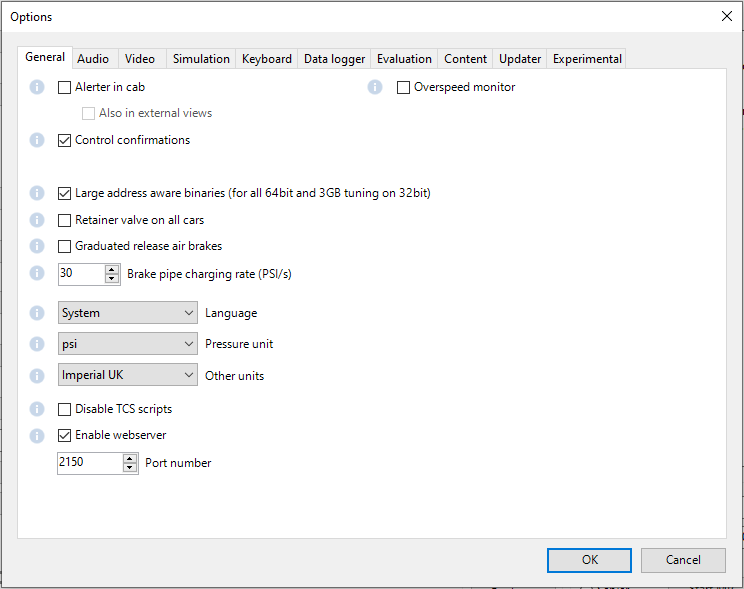 Options
General Audio Video Simulation Keyboard Data logger Evaluation Content Updater Experimental
Alerter in cab Overspeed monitor
Also in external views
Control confirmations
Large address aware binaries (for all 64bit and 3GB tuning on 32bit)
Retainer valve on all cars
Graduated release air brakes
30 Brake pipe charging rate (PSI/s)
System Language
psi Pressure unit
Imperial UK Other units
Disable TCS scripts
Enable webserver
2150 Port number
OK Cancel